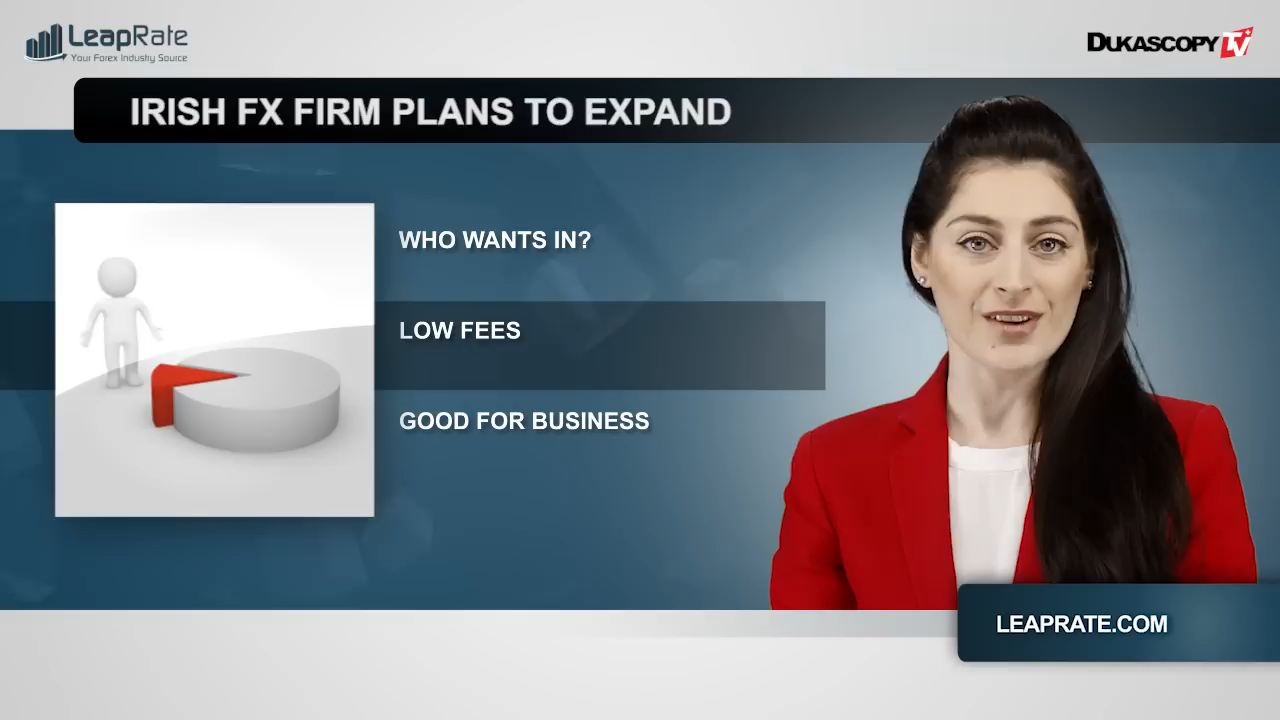 LeapRate
Your Forex Industry Source
DUKASCOPY TV
IRISH FX FIRM PLANS TO EXPAND
WHO WANTS IN?
LOW FEES
GOOD FOR BUSINESS
LEAPRATE.COM